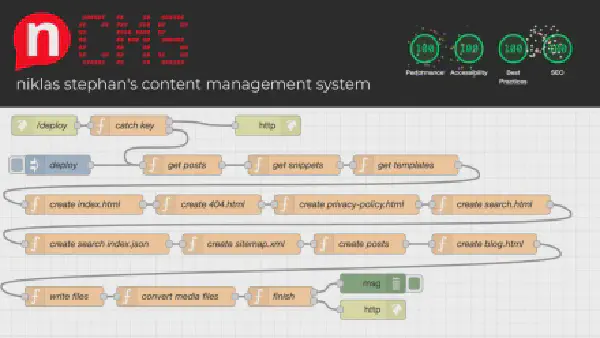 n CMS
niklas stephan's content management system
100 100 100 100
Performance Accessibility Best Practices SEO
/deploy catch key http
deploy get posts get snippets get templates
create index.html create 404.html create privacy-policy.html create search.html
create search index.json create sitemap.xml create posts create blog.html
msg
write files convert media files finish
http